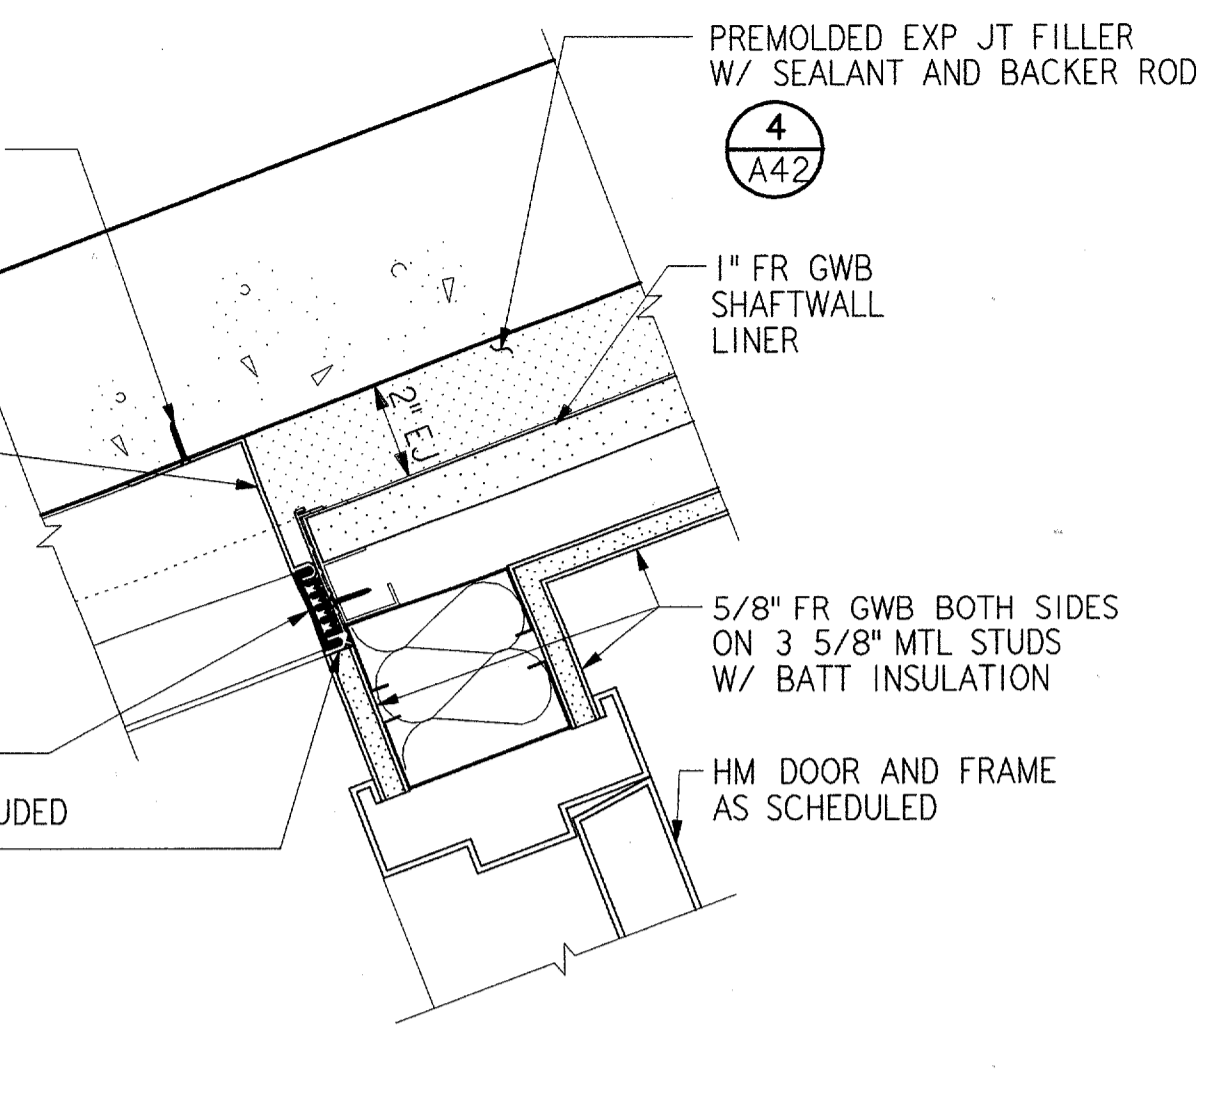 PREMOLDED EXP JT FILLER
W/ SEALANT AND BACKER ROD
4
A42
1" FR GWB
SHAFTWALL
LINER
2" EJ
5/8" FR GWB BOTH SIDES
ON 3 5/8" MTL STUDS
W/ BATT INSULATION
HM DOOR AND FRAME
AS SCHEDULED
UDED